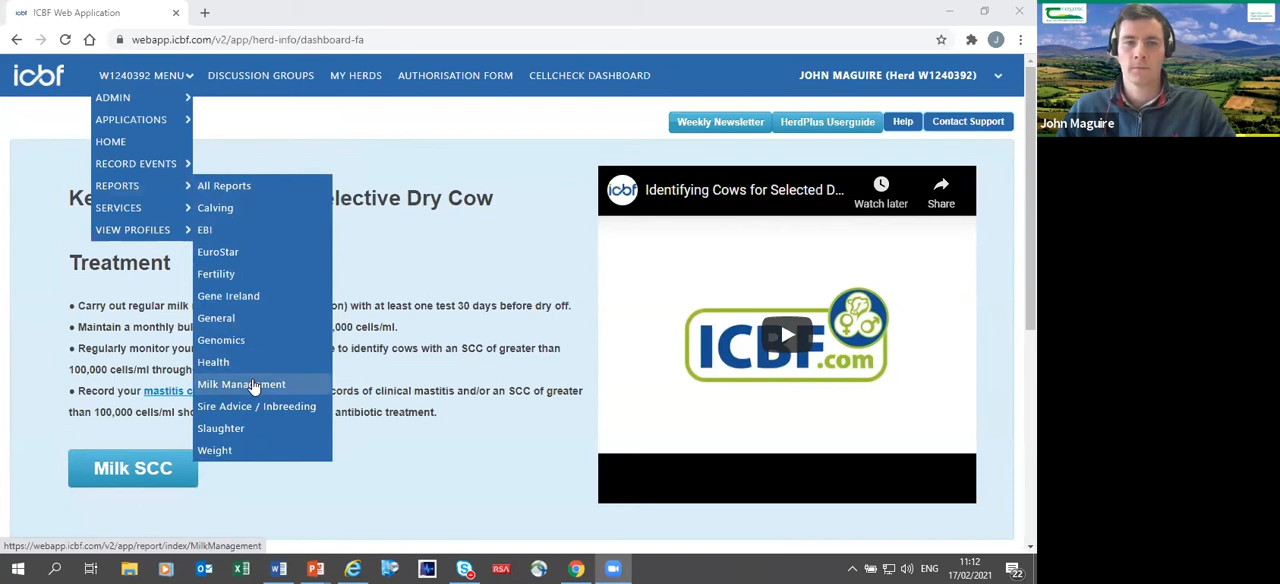 ICBF Web Application
webapp.icbf.com/v2/app/herd-info/dashboard-fa
J
icbf
W1240392 MENU
DISCUSSION GROUPS
MY HERDS
AUTHORISATION FORM
CELLCHECK DASHBOARD
JOHN MAGUIRE (Herd W1240392)
ADMIN
APPLICATIONS
HOME
RECORD EVENTS
REPORTS
SERVICES
VIEW PROFILES
All Reports
Calving
EBI
EuroStar
Fertility
Gene Ireland
General
Genomics
Health
Milk Management
Sire Advice / Inbreeding
Slaughter
Weight
Weekly Newsletter
HerdPlus Userguide
Help
Contact Support
Ke
elective Dry Cow
Treatment
• Carry out regular milk
on) with at least one test 30 days before dry off.
• Maintain a monthly bul
,000 cells/ml.
• Regularly monitor your
e to identify cows with an SCC of greater than
100,000 cells/ml through
• Record your mastitis c
cords of clinical mastitis and/or an SCC of greater
than 100,000 cells/ml sho
antibiotic treatment.
Milk SCC
icbf
Identifying Cows for Selected D...
Watch later
Share
ICBF.com
https://webapp.icbf.com/v2/app/report/index/MilkManagement
RSA
ENG
11:12
17/02/2021
22
John Maguire